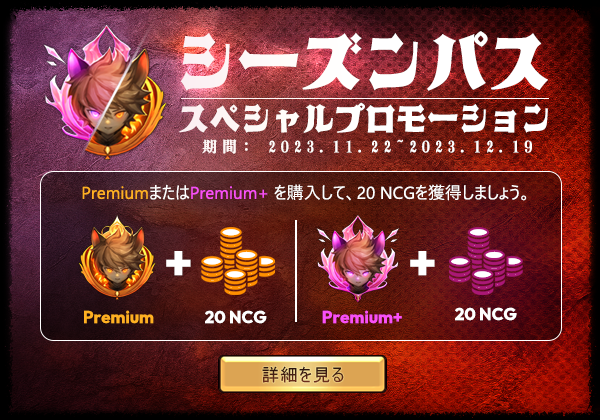 シーズンパス
スペシャルプロモーション
期間： 2023.11.22~2023.12.19
PremiumまたはPremium+ を購入して、20 NCGを獲得しましょう。
Premium + 20 NCG
Premium+ + 20 NCG
詳細を見る